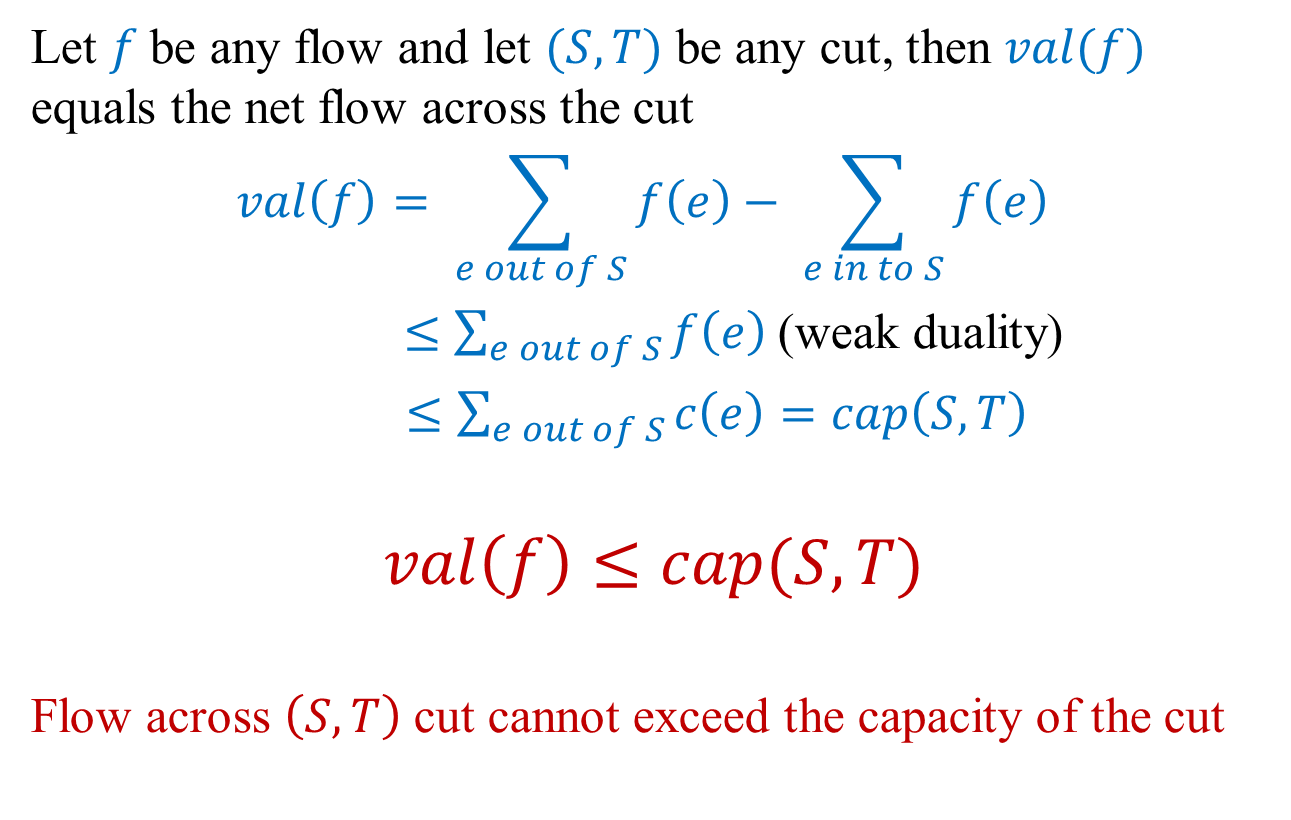 Let f be any flow and let (S, T) be any cut, then val(f)
equals the net flow across the cut
val(f) = ∑_{e out of S} f(e) − ∑_{e in to S} f(e)
≤ ∑_{e out of S} f(e) (weak duality)
≤ ∑_{e out of S} c(e) = cap(S, T)
val(f) ≤ cap(S, T)
Flow across (S, T) cut cannot exceed the capacity of the cut